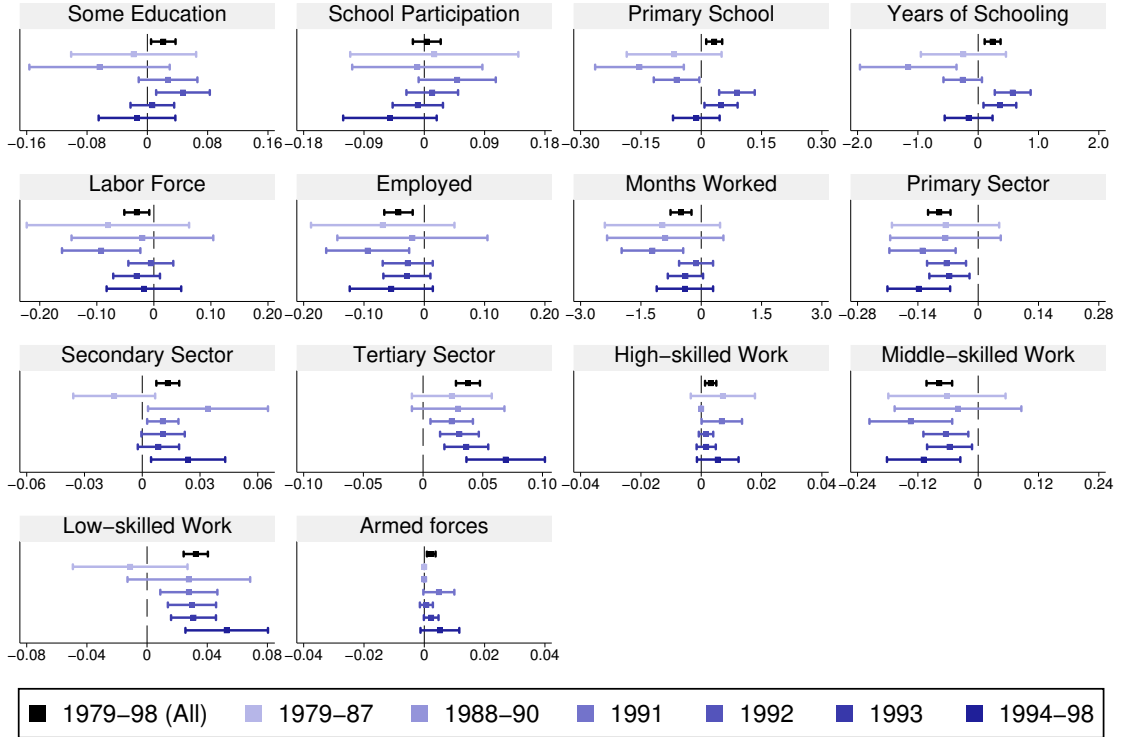 Some Education School Participation Primary School Years of Schooling
−0.16 −0.08 0 0.08 0.16 −0.18 −0.09 0 0.09 0.18 −0.30 −0.15 0 0.15 0.30 −2.0 −1.0 0 1.0 2.0
Labor Force Employed Months Worked Primary Sector
−0.20 −0.10 0 0.10 0.20 −0.20 −0.10 0 0.10 0.20 −3.0 −1.5 0 1.5 3.0 −0.28 −0.14 0 0.14 0.28
Secondary Sector Tertiary Sector High−skilled Work Middle−skilled Work
−0.06 −0.03 0 0.03 0.06 −0.10 −0.05 0 0.05 0.10 −0.04 −0.02 0 0.02 0.04 −0.24 −0.12 0 0.12 0.24
Low−skilled Work Armed forces
−0.08 −0.04 0 0.04 0.08 −0.04 −0.02 0 0.02 0.04
1979−98 (All) 1979−87 1988−90 1991 1992 1993 1994−98